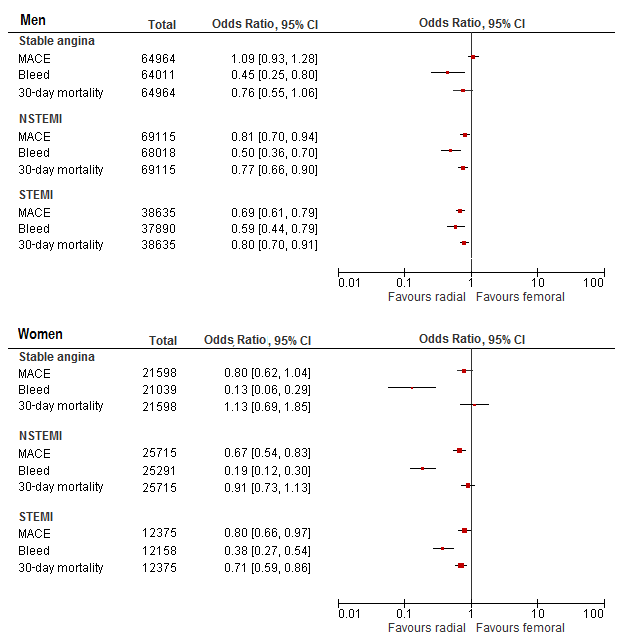 Men
Total Odds Ratio, 95% CI Odds Ratio, 95% CI
Stable angina
MACE 64964 1.09 [0.93, 1.28]
Bleed 64011 0.45 [0.25, 0.80]
30-day mortality 64964 0.76 [0.55, 1.06]
NSTEMI
MACE 69115 0.81 [0.70, 0.94]
Bleed 68018 0.50 [0.36, 0.70]
30-day mortality 69115 0.77 [0.66, 0.90]
STEMI
MACE 38635 0.69 [0.61, 0.79]
Bleed 37890 0.59 [0.44, 0.79]
30-day mortality 38635 0.80 [0.70, 0.91]
0.01 0.1 1 10 100
Favours radial Favours femoral
Women
Total Odds Ratio, 95% CI Odds Ratio, 95% CI
Stable angina
MACE 21598 0.80 [0.62, 1.04]
Bleed 21039 0.13 [0.06, 0.29]
30-day mortality 21598 1.13 [0.69, 1.85]
NSTEMI
MACE 25715 0.67 [0.54, 0.83]
Bleed 25291 0.19 [0.12, 0.30]
30-day mortality 25715 0.91 [0.73, 1.13]
STEMI
MACE 12375 0.80 [0.66, 0.97]
Bleed 12158 0.38 [0.27, 0.54]
30-day mortality 12375 0.71 [0.59, 0.86]
0.01 0.1 1 10 100
Favours radial Favours femoral